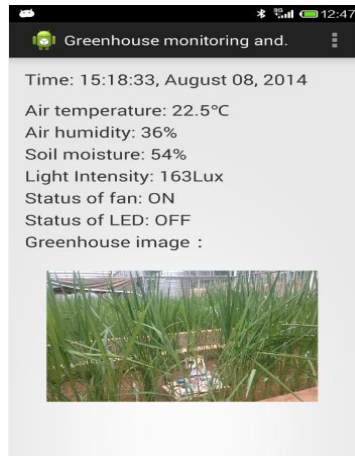 3G 12:47
Greenhouse monitoring and.
Time: 15:18:33, August 08, 2014
Air temperature: 22.5℃
Air humidity: 36%
Soil moisture: 54%
Light Intensity: 163Lux
Status of fan: ON
Status of LED: OFF
Greenhouse image：